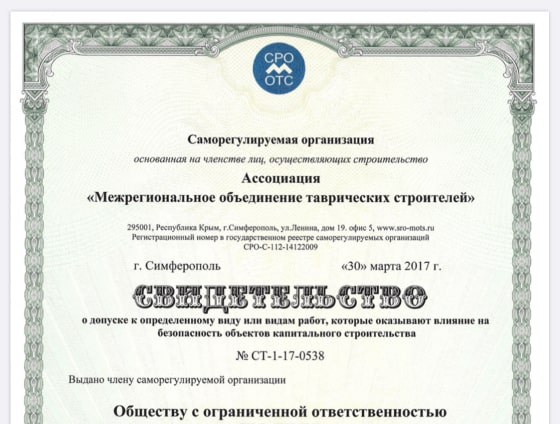 СРО
ОТС
Саморегулируемая организация
основанная на членстве лиц, осуществляющих строительство
Ассоциация
«Межрегиональное объединение таврических строителей»
295001, Республика Крым, г.Симферополь, ул.Ленина, дом 19. офис 5, www.sro-mots.ru
Регистрационный номер в государственном реестре саморегулируемых организаций
СРО-С-112-14122009
г. Симферополь «30» марта 2017 г.
СВИДЕТЕЛЬСТВО
о допуске к определенному виду или видам работ, которые оказывают влияние на
безопасность объектов капитального строительства
№ СТ-1-17-0538
Выдано члену саморегулируемой организации
Обществу с ограниченной ответственностью